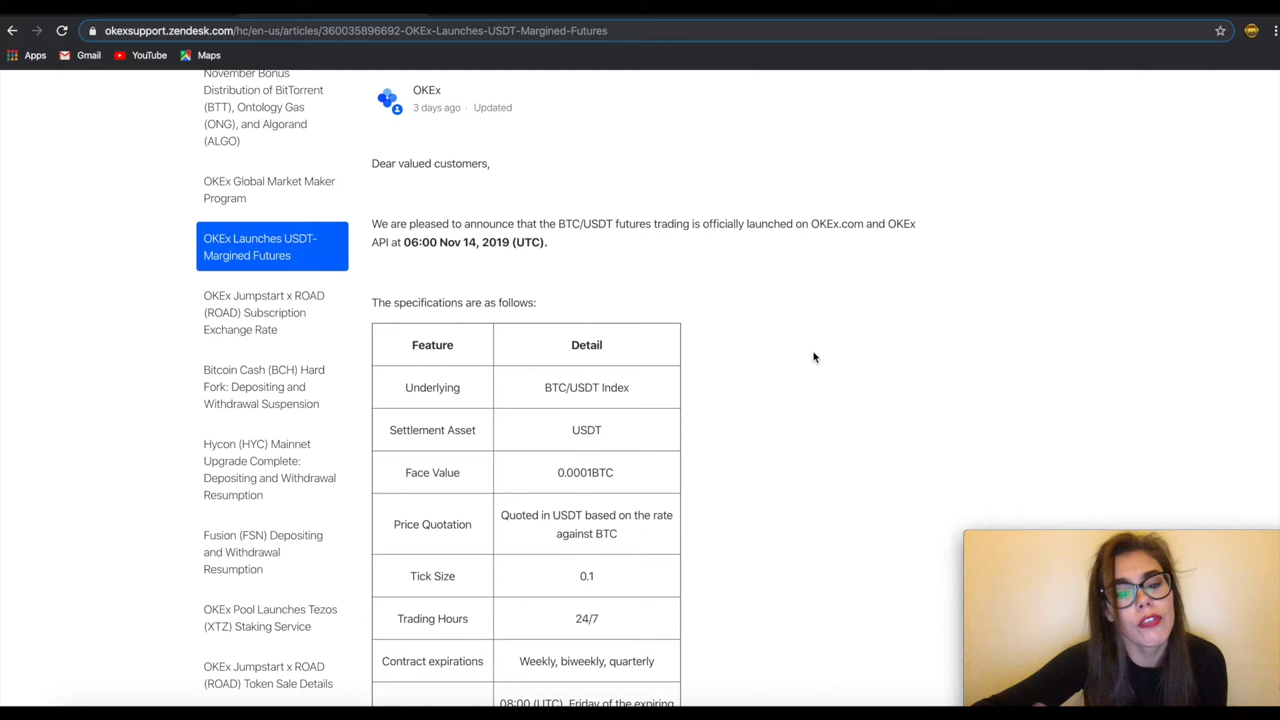 okexsupport.zendesk.com/hc/en-us/articles/360035896692-OKEx-Launches-USDT-Margined-Futures
Apps Gmail YouTube Maps
November Bonus
Distribution of BitTorrent
(BTT), Ontology Gas
(ONG), and Algorand
(ALGO)
OKEx Global Market Maker
Program
OKEx Launches USDT-
Margined Futures
OKEx Jumpstart x ROAD
(ROAD) Subscription
Exchange Rate
Bitcoin Cash (BCH) Hard
Fork: Depositing and
Withdrawal Suspension
Hycon (HYC) Mainnet
Upgrade Complete:
Depositing and Withdrawal
Resumption
Fusion (FSN) Depositing
and Withdrawal
Resumption
OKEx Pool Launches Tezos
(XTZ) Staking Service
OKEx Jumpstart x ROAD
(ROAD) Token Sale Details
OKEx
3 days ago · Updated
Dear valued customers,
We are pleased to announce that the BTC/USDT futures trading is officially launched on OKEx.com and OKEx
API at 06:00 Nov 14, 2019 (UTC).
The specifications are as follows:
Feature Detail
Underlying BTC/USDT Index
Settlement Asset USDT
Face Value 0.0001BTC
Price Quotation Quoted in USDT based on the rate
against BTC
Tick Size 0.1
Trading Hours 24/7
Contract expirations Weekly, biweekly, quarterly
08:00 (UTC), Friday of the expiring